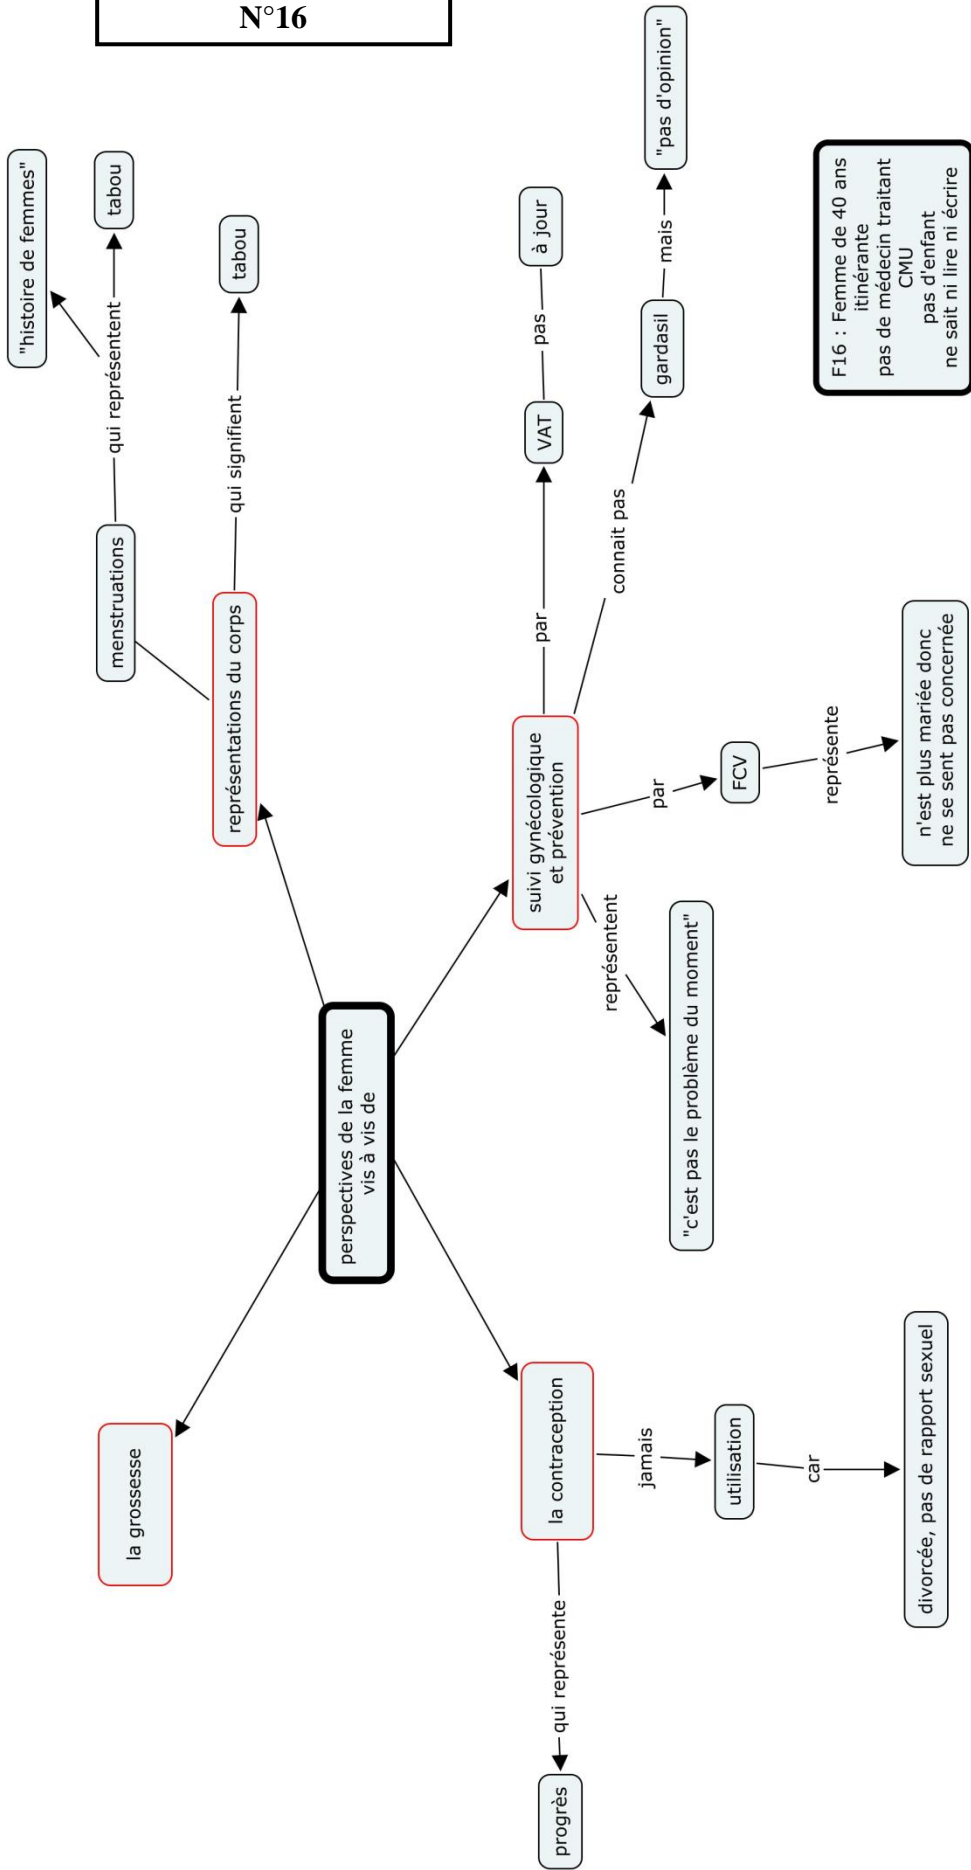 N°16
"histoire de femmes"
tabou
qui représentent
menstruations
tabou
qui signifient
représentations du corps
"pas d'opinion"
mais
gardasil
connait pas
à jour
pas
VAT
par
suivi gynécologique
et prévention
par
FCV
représente
n'est plus mariée donc
ne se sent pas concernée
représentent
"c'est pas le problème du moment"
perspectives de la femme
vis à vis de
la grossesse
la contraception
jamais
utilisation
car
divorcée, pas de rapport sexuel
qui représente
progrès
F16 : Femme de 40 ans
itinérante
pas de médecin traitant
CMU
pas d'enfant
ne sait ni lire ni écrire